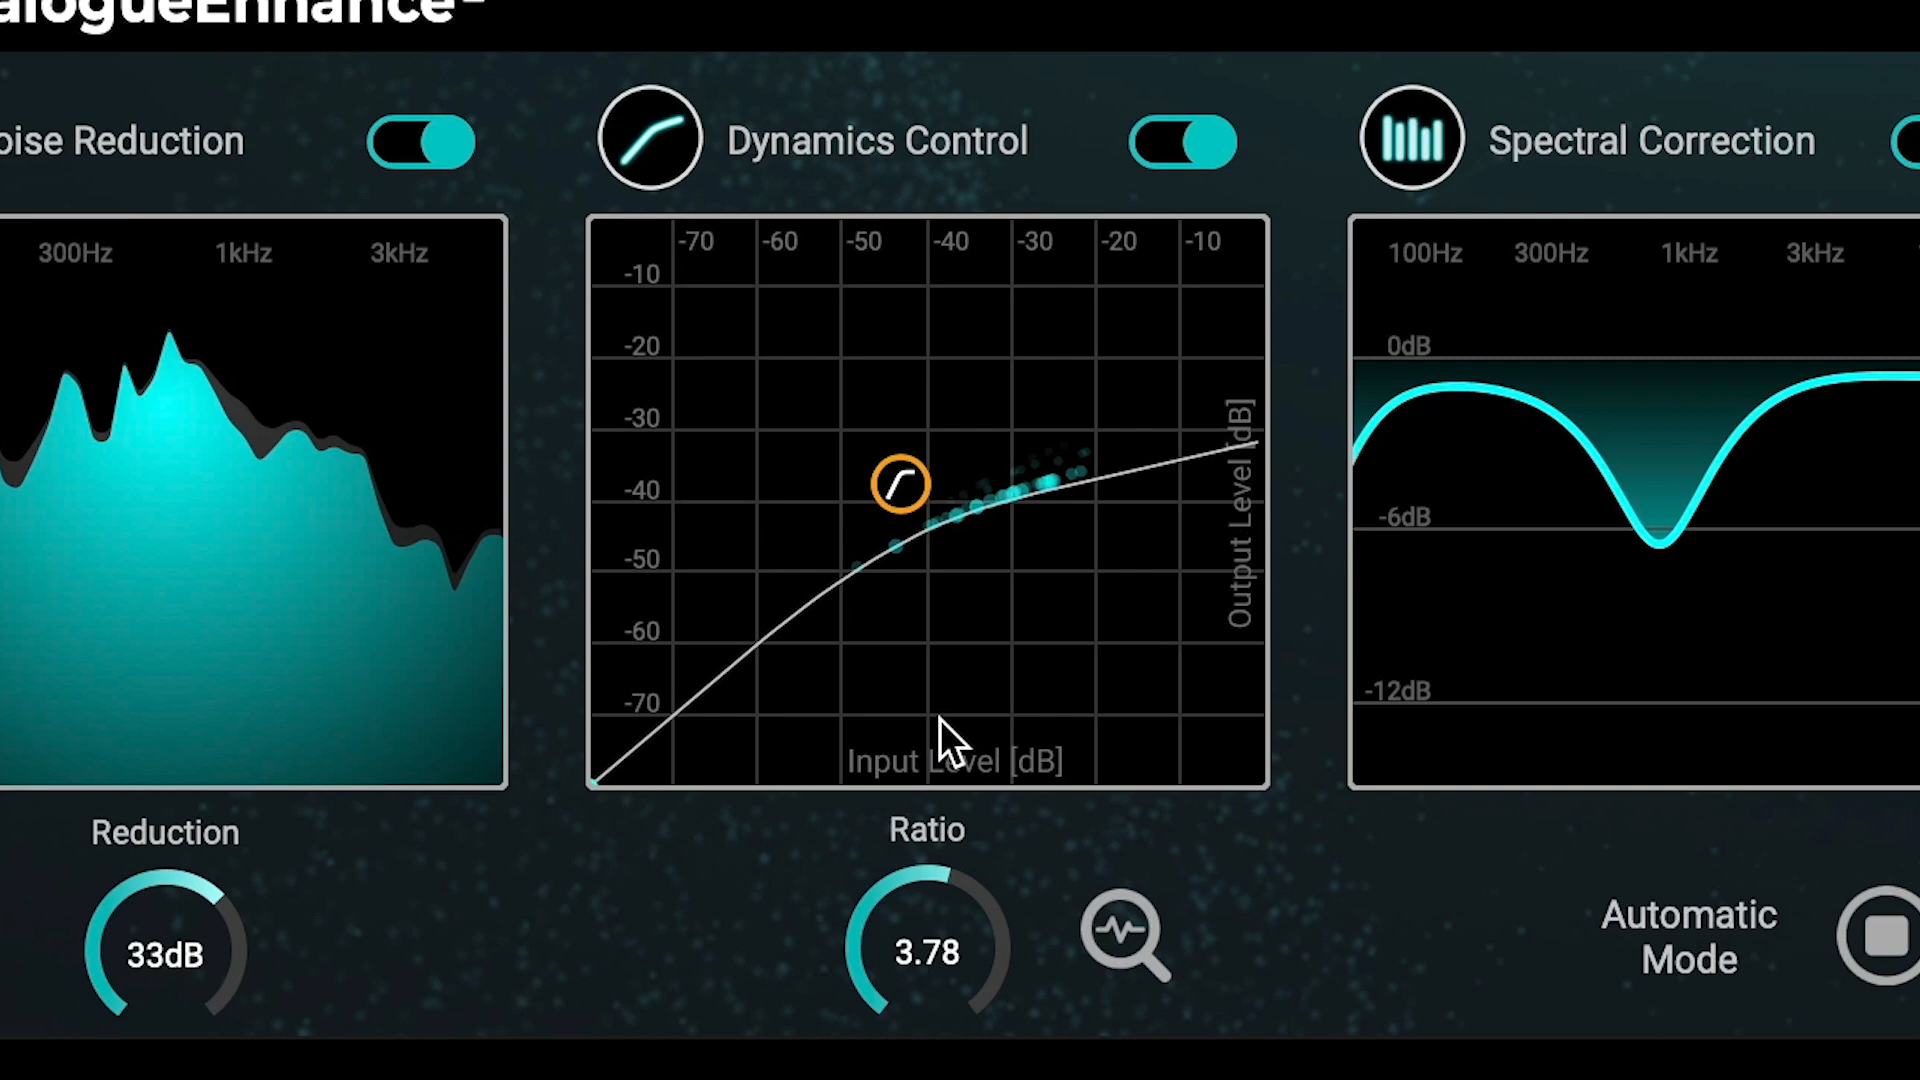 alogueEnhance
oise Reduction
Dynamics Control
Spectral Correction
300Hz 1kHz 3kHz
-70 -60 -50 -40 -30 -20 -10
-10
-20
-30
-40
-50
-60
-70
Output Level [dB]
Input Level [dB]
100Hz 300Hz 1kHz 3kHz
0dB
-6dB
-12dB
Reduction
33dB
Ratio
3.78
Automatic
Mode